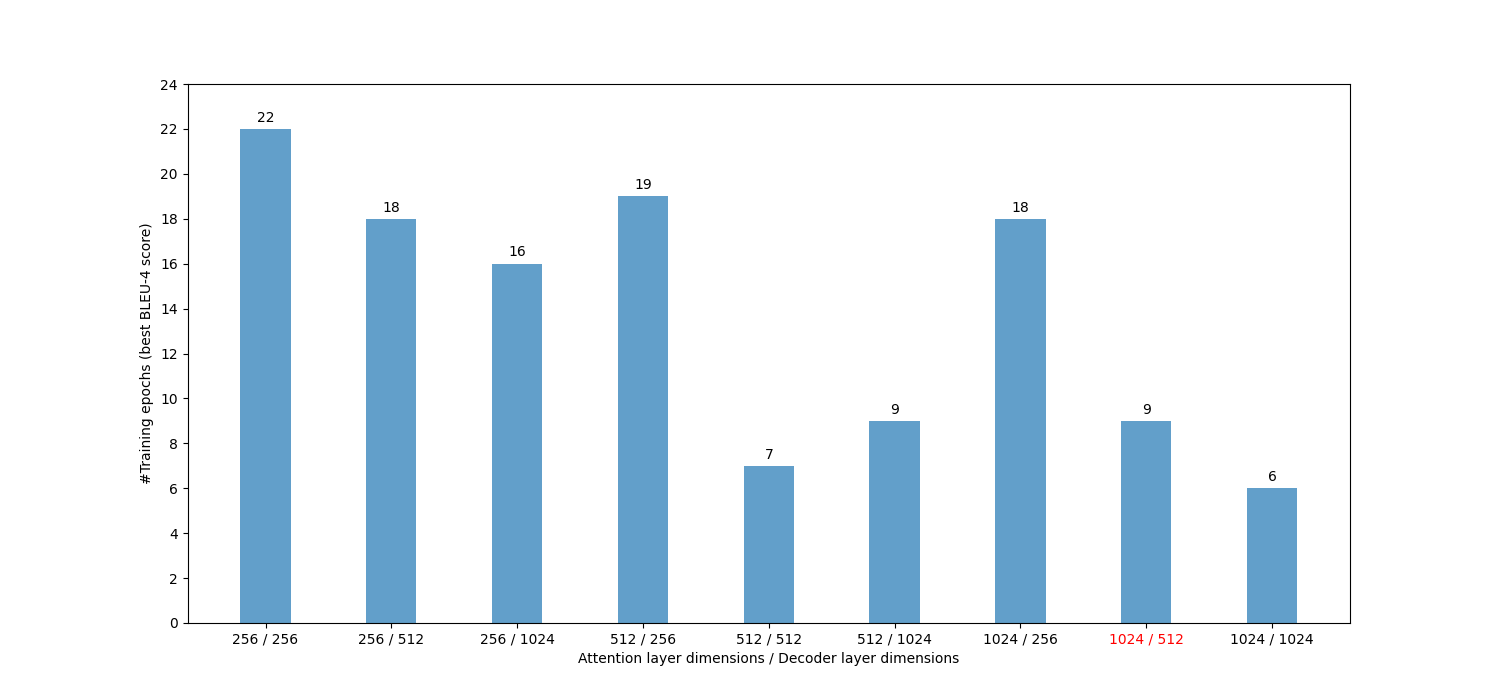 24
22
20
18
16
14
12
10
8
6
4
2
0
#Training epochs (best BLEU-4 score)
22
18
16
19
7
9
18
9
6
256 / 256
256 / 512
256 / 1024
512 / 256
512 / 512
512 / 1024
1024 / 256
1024 / 512
1024 / 1024
Attention layer dimensions / Decoder layer dimensions